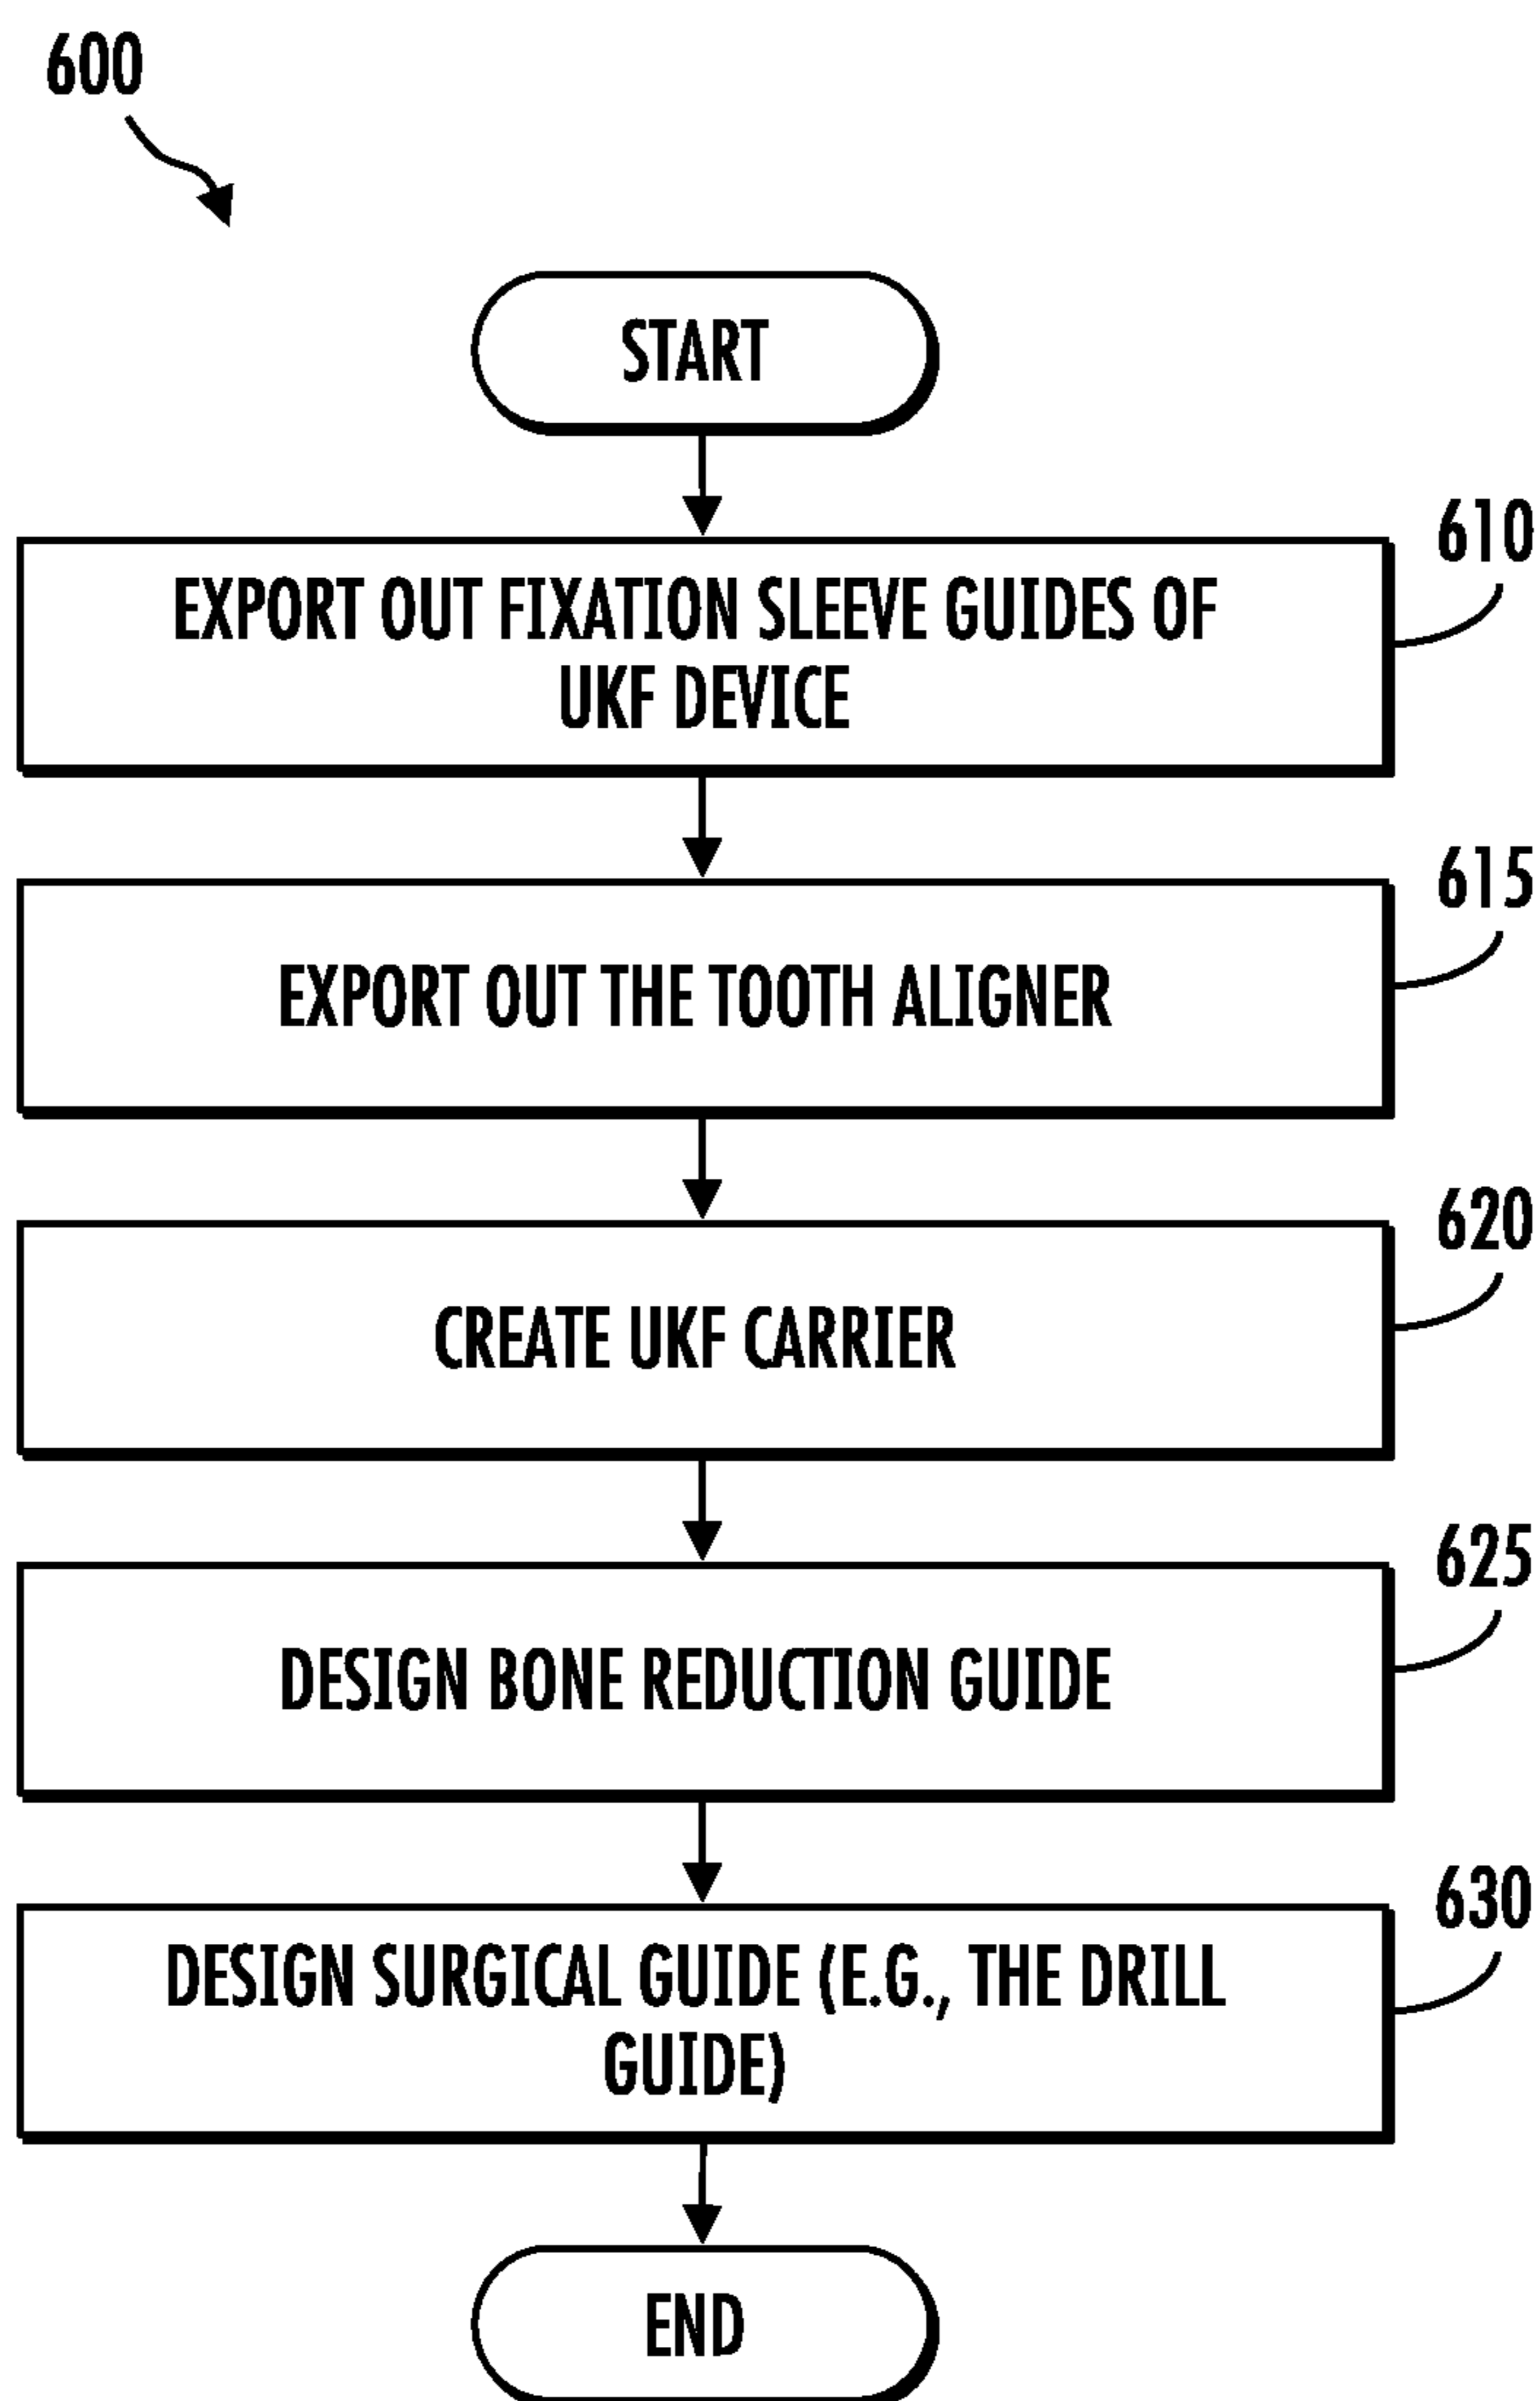 600
START
610
EXPORT OUT FIXATION SLEEVE GUIDES OF
UKF DEVICE
615
EXPORT OUT THE TOOTH ALIGNER
620
CREATE UKF CARRIER
625
DESIGN BONE REDUCTION GUIDE
630
DESIGN SURGICAL GUIDE (E.G., THE DRILL
GUIDE)
END